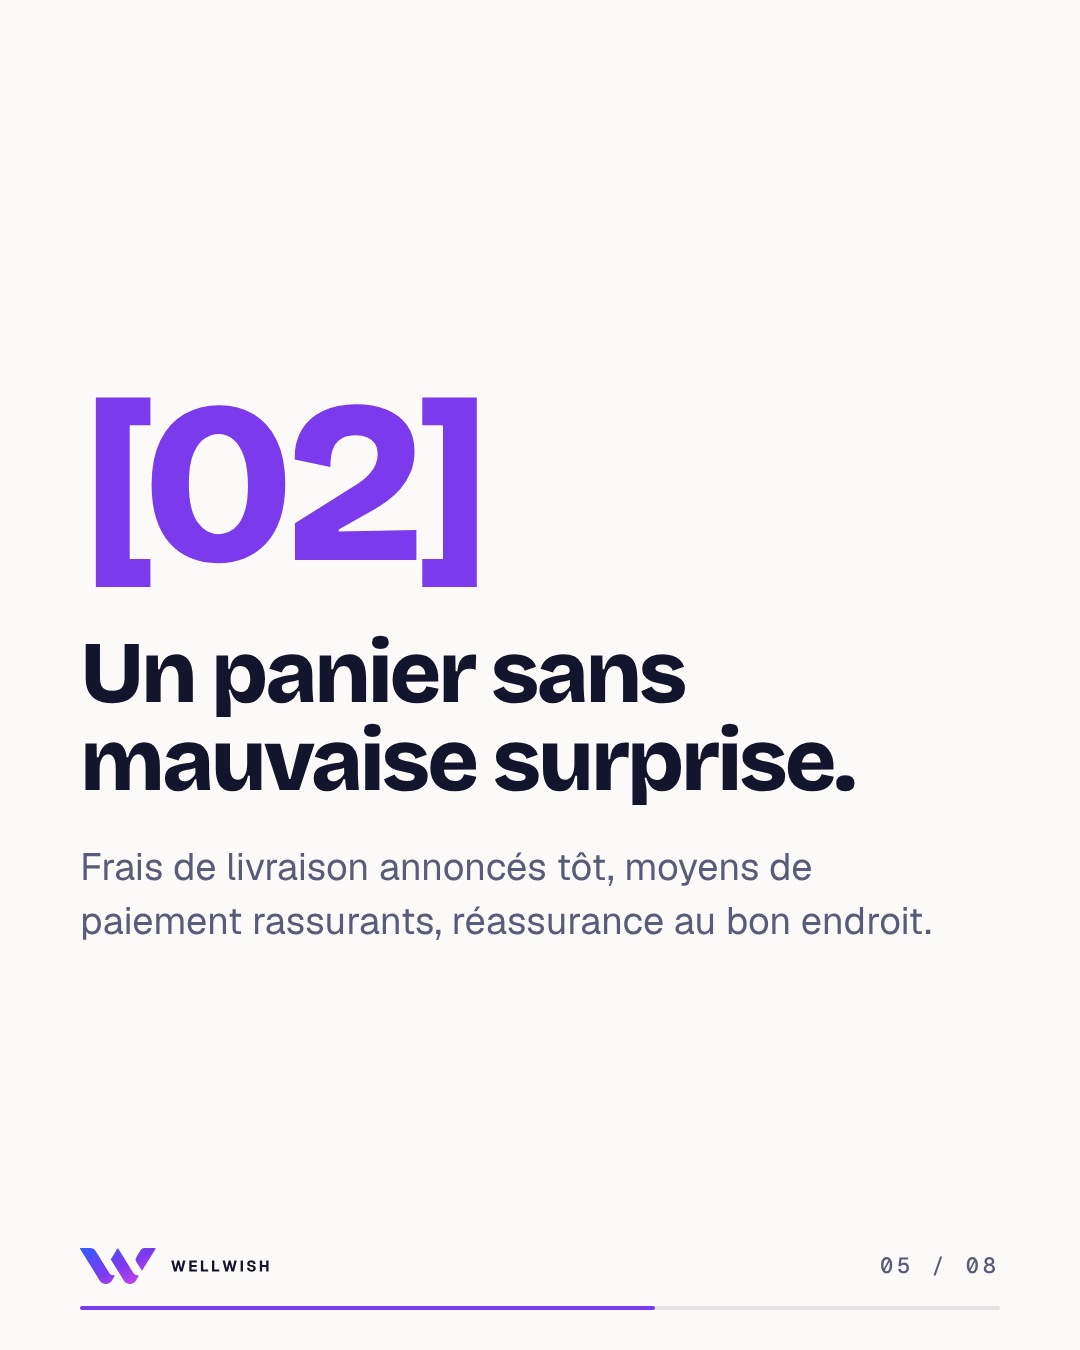 [02]
Un panier sans
mauvaise surprise.
Frais de livraison annoncés tôt, moyens de
paiement rassurants, réassurance au bon endroit.
WELLWISH
05 / 08